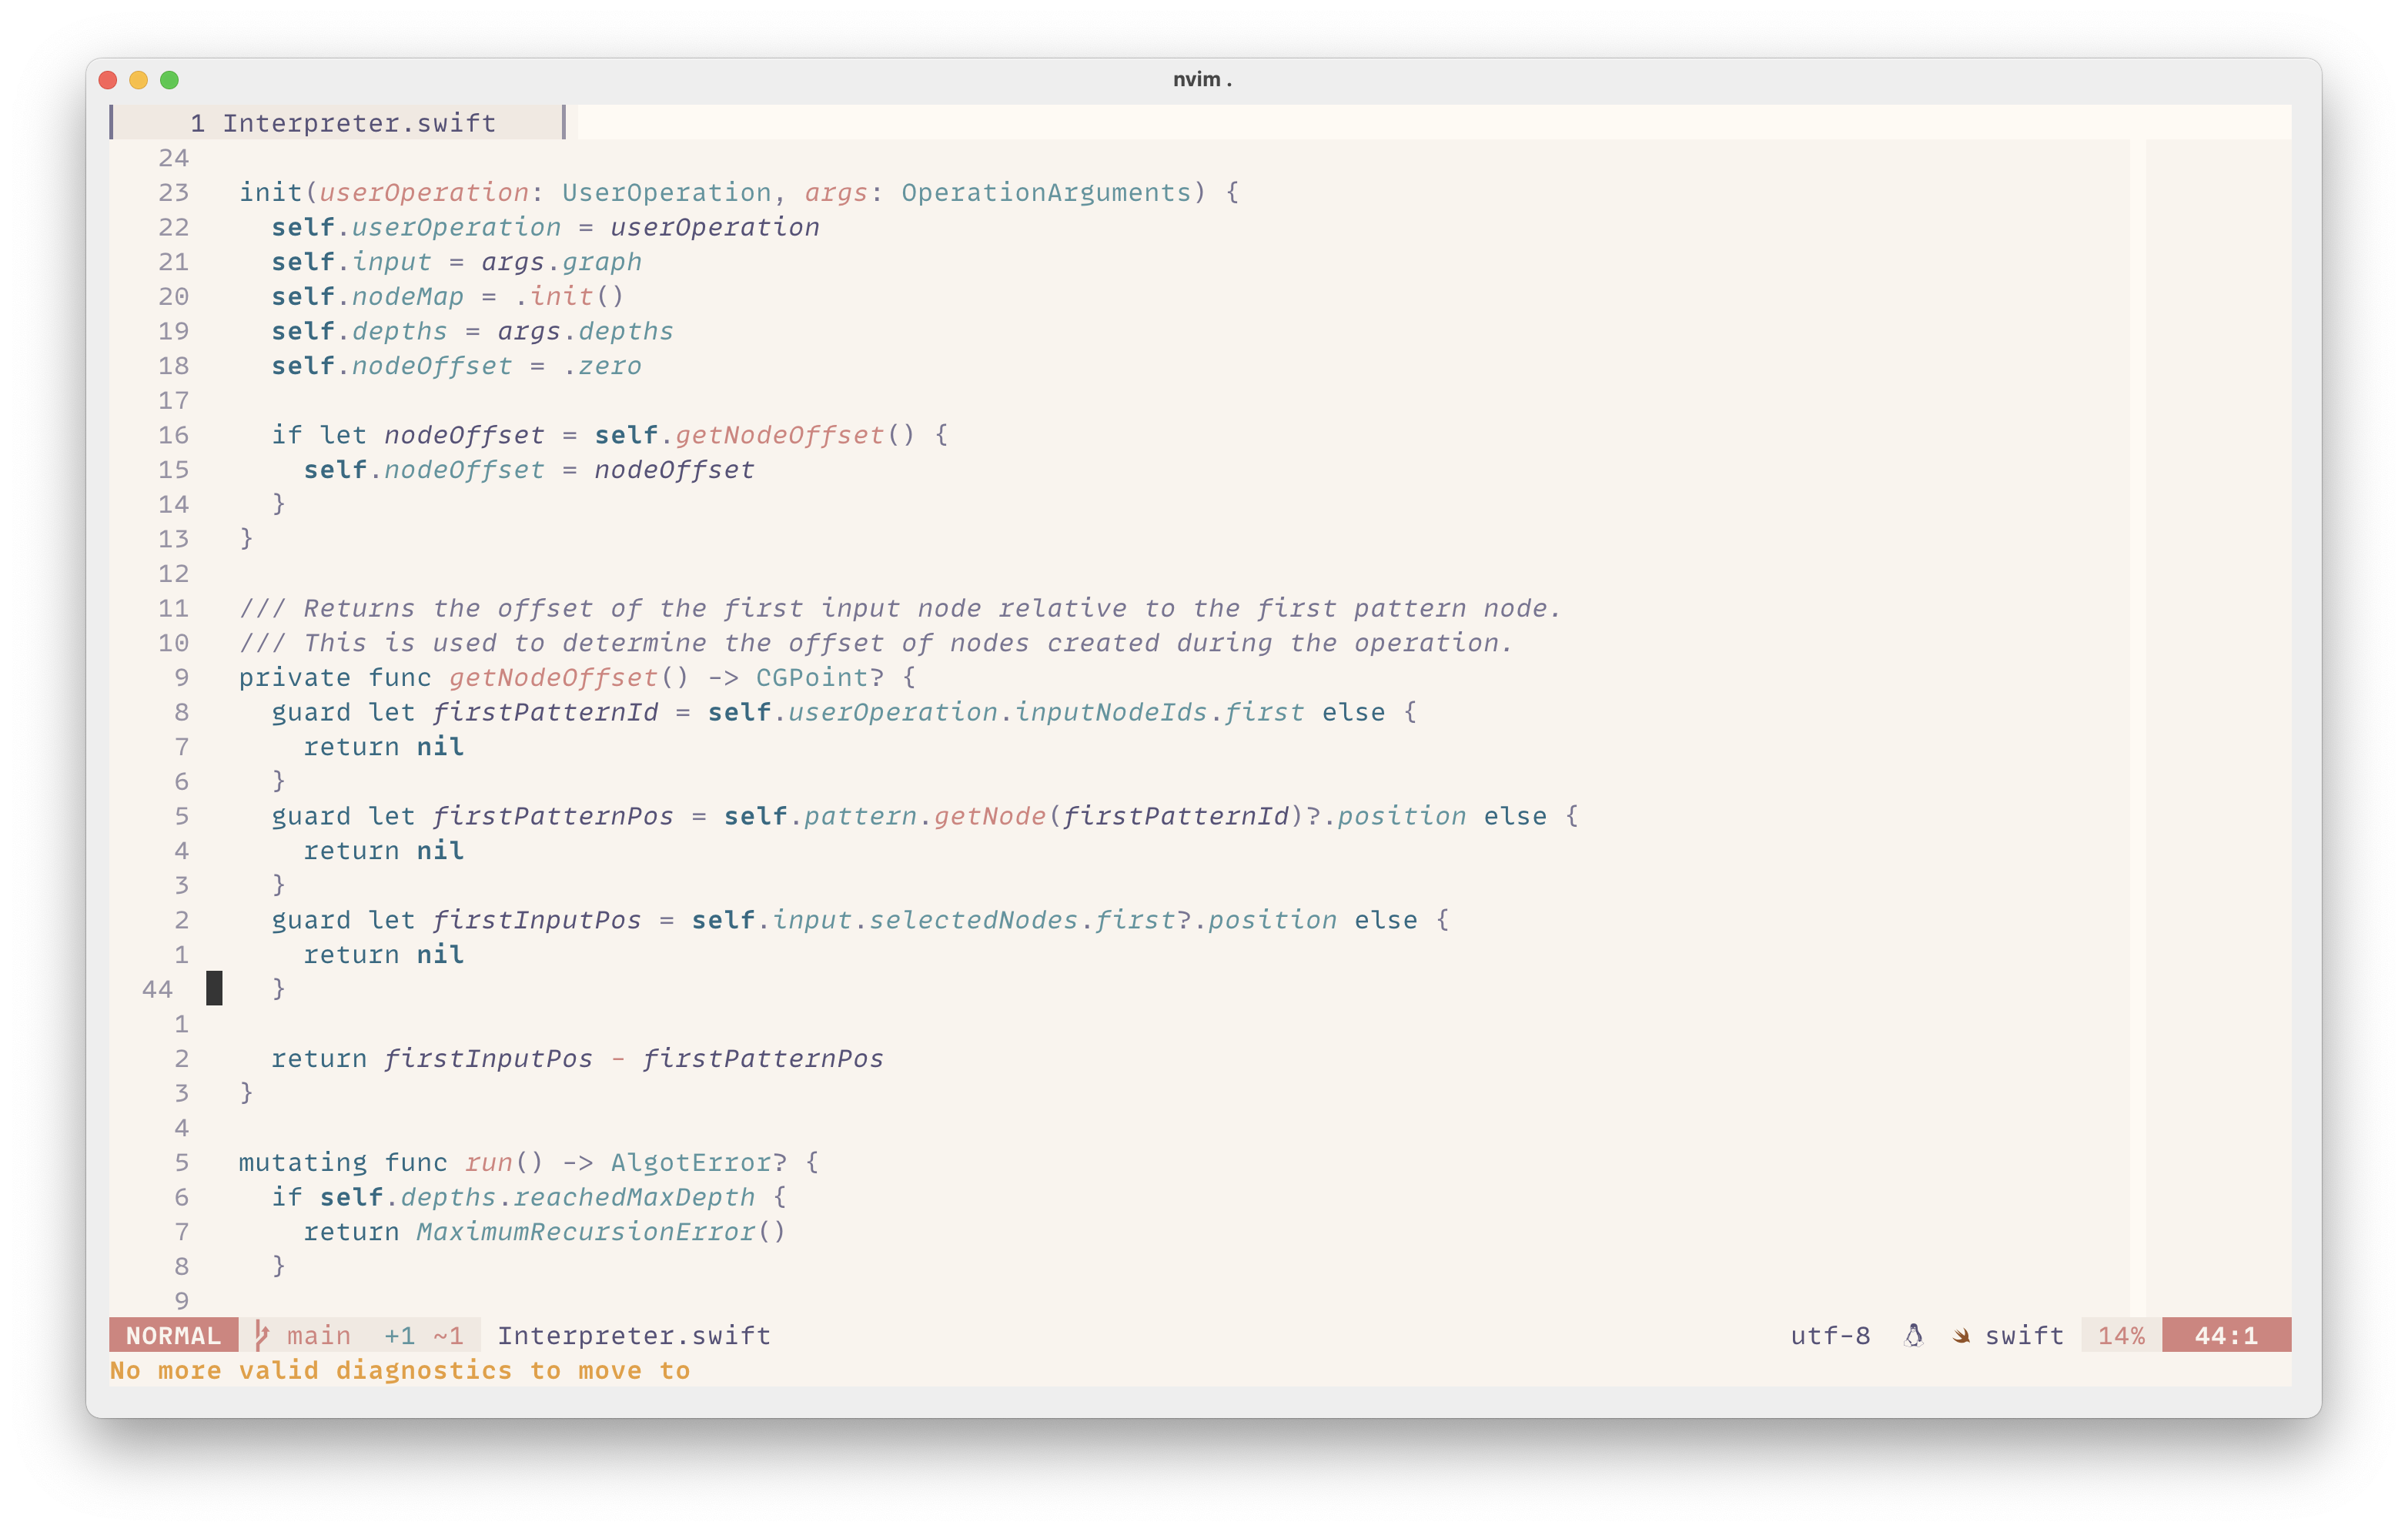 nvim .
1 Interpreter.swift
24
23 init(userOperation: UserOperation, args: OperationArguments) {
22 self.userOperation = userOperation
21 self.input = args.graph
20 self.nodeMap = .init()
19 self.depths = args.depths
18 self.nodeOffset = .zero
17
16 if let nodeOffset = self.getNodeOffset() {
15 self.nodeOffset = nodeOffset
14 }
13 }
12
11 /// Returns the offset of the first input node relative to the first pattern node.
10 /// This is used to determine the offset of nodes created during the operation.
9 private func getNodeOffset() -> CGPoint? {
8 guard let firstPatternId = self.userOperation.inputNodeIds.first else {
7 return nil
6 }
5 guard let firstPatternPos = self.pattern.getNode(firstPatternId)?.position else {
4 return nil
3 }
2 guard let firstInputPos = self.input.selectedNodes.first?.position else {
1 return nil
44 }
1
2 return firstInputPos - firstPatternPos
3 }
4
5 mutating func run() -> AlgotError? {
6 if self.depths.reachedMaxDepth {
7 return MaximumRecursionError()
8 }
9
NORMAL main +1 ~1 Interpreter.swift utf-8 swift 14% 44:1
No more valid diagnostics to move to